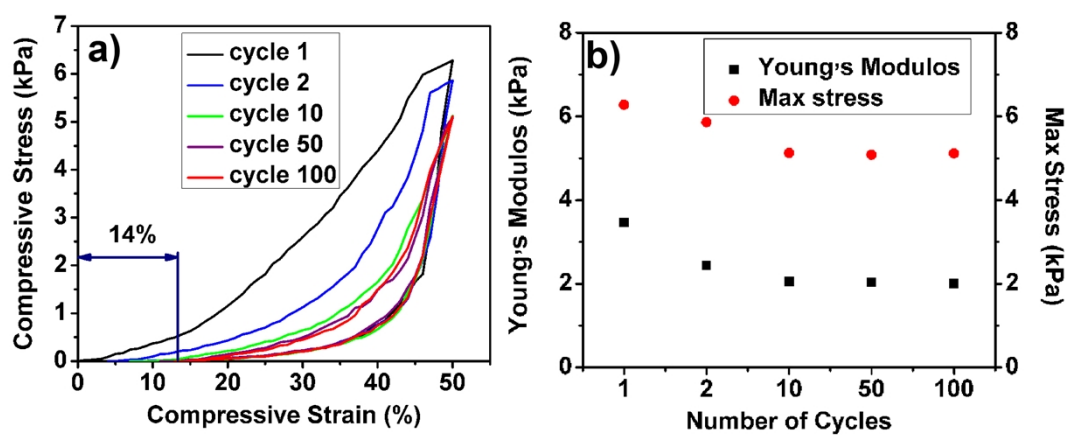 a)
cycle 1
cycle 2
cycle 10
cycle 50
cycle 100
14%
Compressive Stress (kPa)
7
6
5
4
3
2
1
0
0 10 20 30 40 50
Compressive Strain (%)
b)
Young's Modulos
Max stress
Young's Modulos (kPa)
8
6
4
2
0
1 2 10 50 100
Number of Cycles
8
6
4
2
0
Max Stress (kPa)